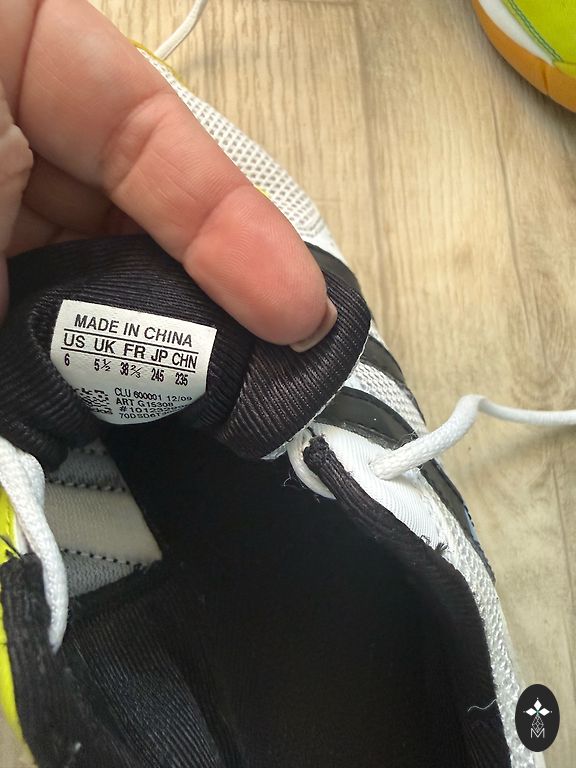 MADE IN CHINA
US UK FR JP CHN
6 5½ 38⅔ 245 235
CLU 600001 12/09
ART G15308
M